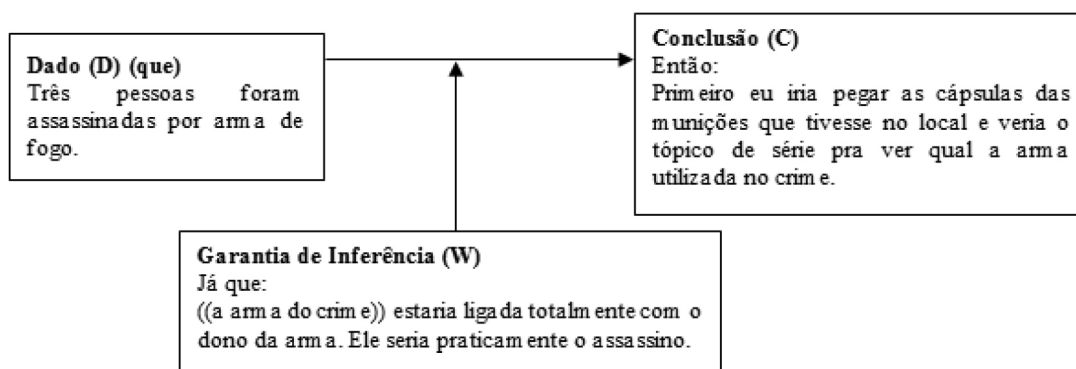 Dado (D) (que)
Três pessoas foram
assassinadas por arma de
fogo.
Conclusão (C)
Então:
Primeiro eu iria pegar as cápsulas das
munições que tivesse no local e veria o
tópico de série pra ver qual a arma
utilizada no crime.
Garantia de Inferência (W)
Já que:
((a arma do crime)) estaria ligada totalmente com o
dono da arma. Ele seria praticamente o assassino.